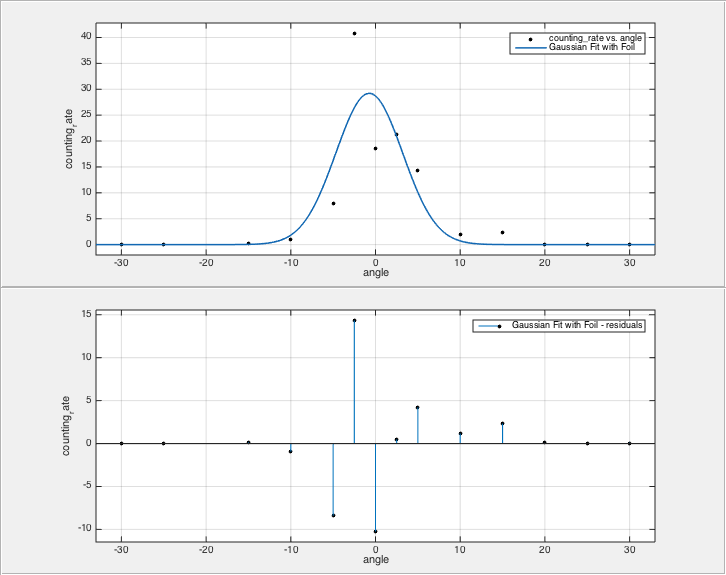 40
35
30
25
20
15
10
5
0
counting_rate
counting_rate vs. angle
Gaussian Fit with Foil
-30 -20 -10 0 10 20 30
angle
15
10
5
0
-5
-10
counting_rate
Gaussian Fit with Foil - residuals
-30 -20 -10 0 10 20 30
angle